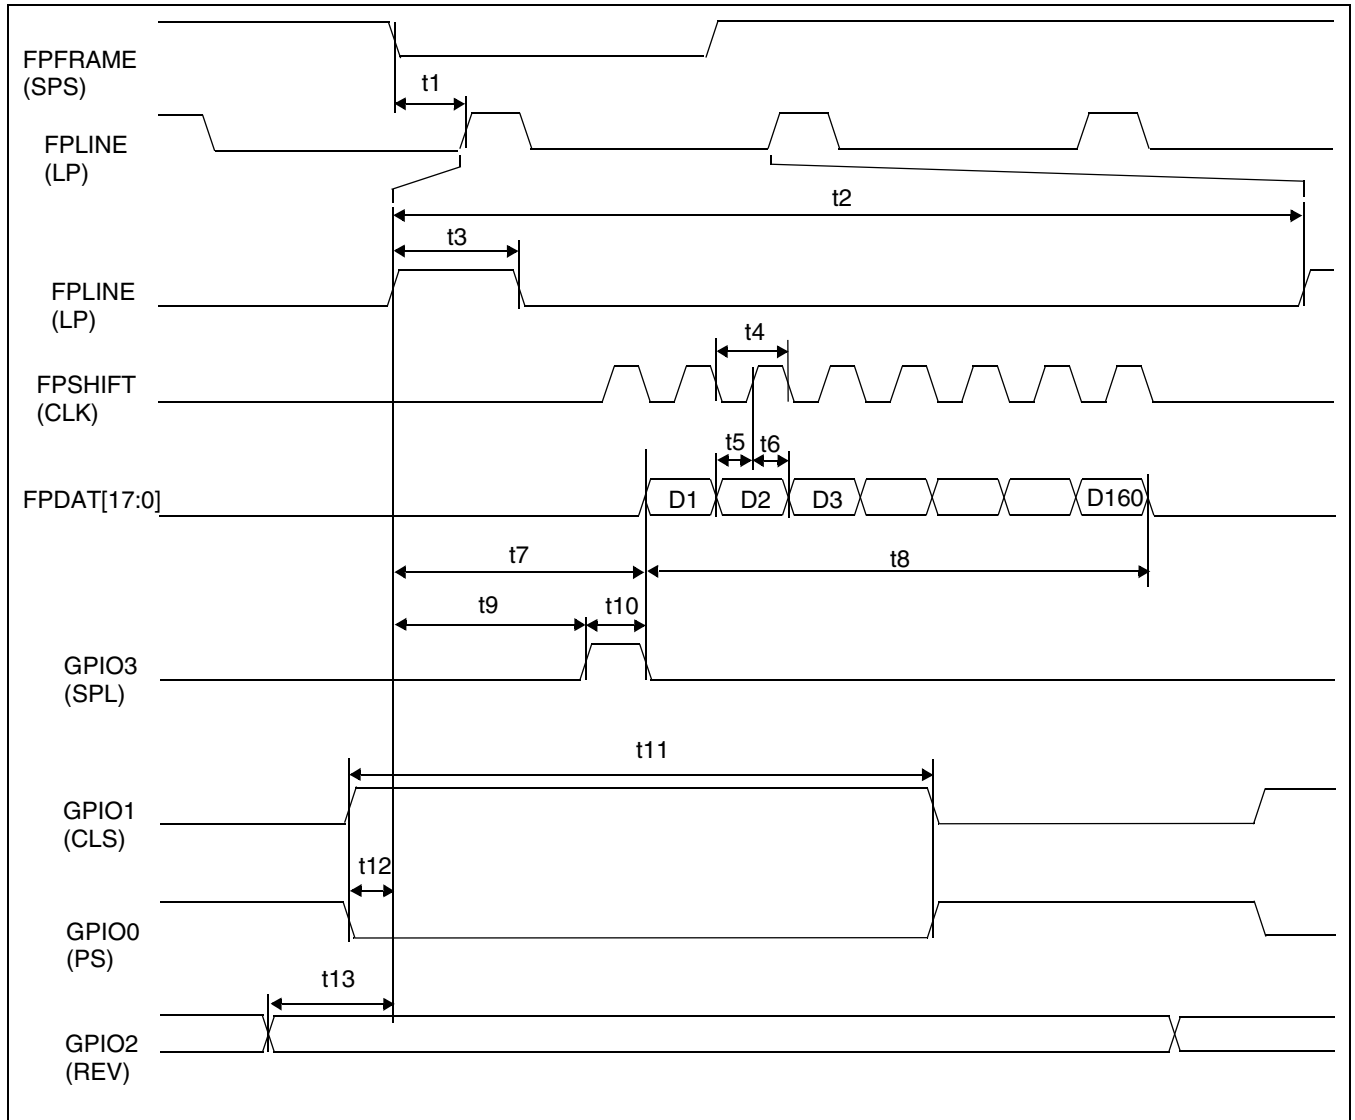 FPFRAME
(SPS)
t1
FPLINE
(LP)
t2
t3
FPLINE
(LP)
t4
FPSHIFT
(CLK)
t5 t6
FPDAT[17:0]
D1 D2 D3 D160
t7
t8
t9 t10
GPIO3
(SPL)
t11
GPIO1
(CLS)
t12
GPIO0
(PS)
t13
GPIO2
(REV)